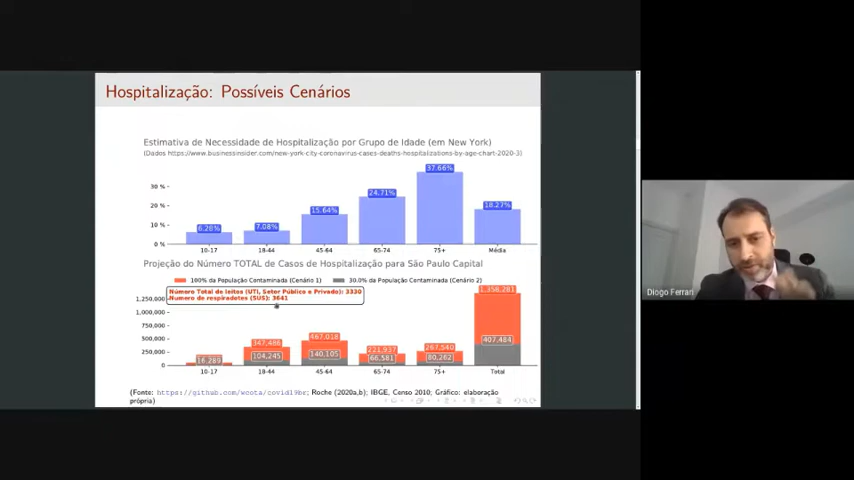 Hospitalização: Possíveis Cenários
Estimativa de Necessidade de Hospitalização por Grupo de Idade (em New York)
(Dados https://www.businessinsider.com/new-york-city-coronavirus-cases-deaths-hospitalizations-by-age-chart-2020-3)
37.66%
30 %
24.71%
20 %
15.64%
18.27%
10 %
6.28%
7.08%
0 %
10-17
18-44
45-64
65-74
75+
Média
Projeção do Número TOTAL de Casos de Hospitalização para São Paulo Capital
100% da População Contaminada (Cenário 1)
30.0% da População Contaminada (Cenário 2)
1,358,281
Número Total de leitos (UTI, Setor Público e Privado): 3330
Número de respiradotes (SUS): 3641
1,250,000
1,000,000
750,000
500,000
250,000
0
16,289
347,486
104,245
467,018
140,105
221,937
66,581
267,540
80,262
407,484
10-17
18-44
45-64
65-74
75+
Total
(Fonte: https://github.com/wcota/covid19br; Roche (2020a,b); IBGE, Censo 2010; Gráfico: elaboração
própria)
Diogo Ferrari